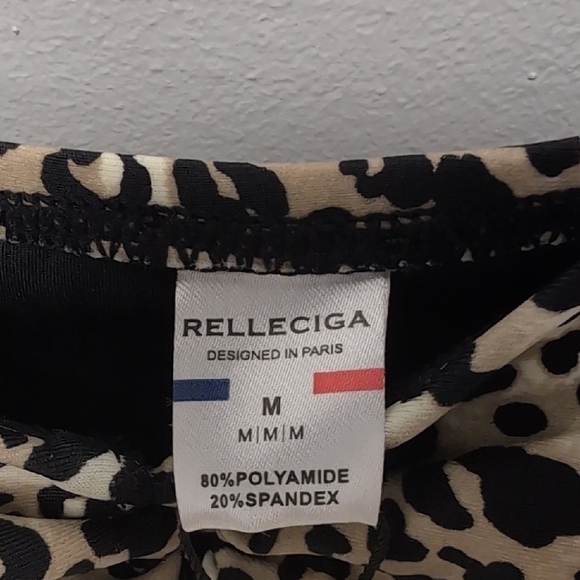 RELLECIGA
DESIGNED IN PARIS
M
M|M|M
80%POLYAMIDE
20%SPANDEX